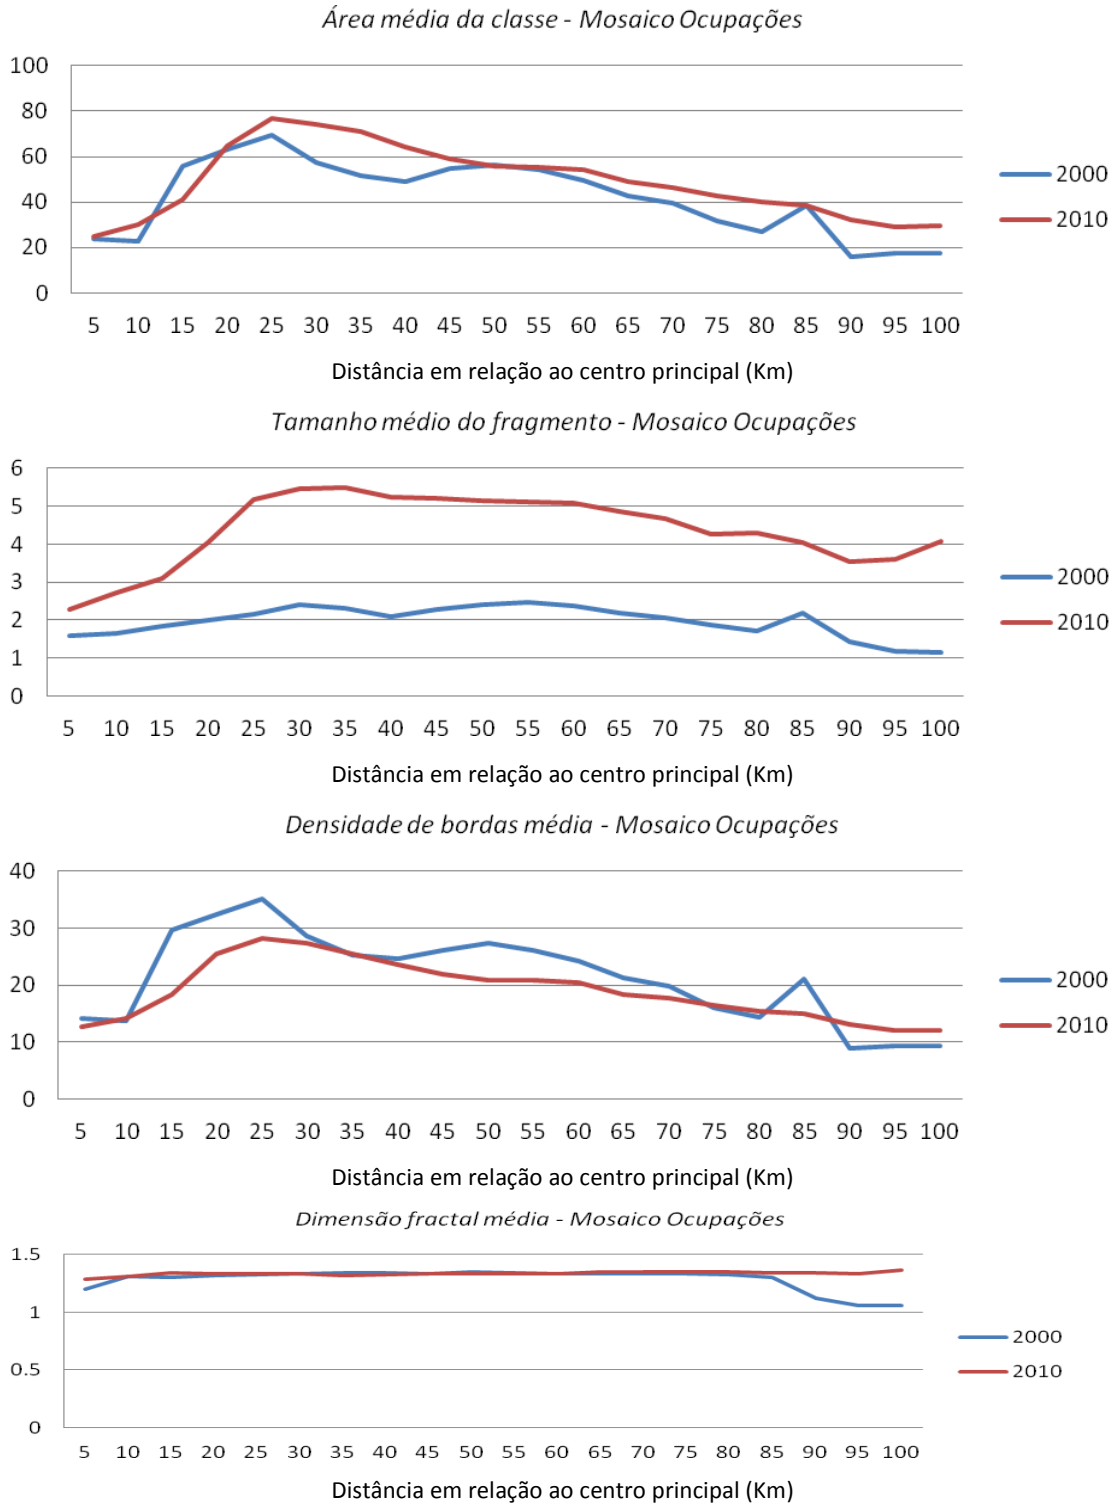 Área média da classe - Mosaico Ocupações
100
80
60
40
20
0
5 10 15 20 25 30 35 40 45 50 55 60 65 70 75 80 85 90 95 100
2000
2010
Distância em relação ao centro principal (Km)
Tamanho médio do fragmento - Mosaico Ocupações
6
5
4
3
2
1
0
5 10 15 20 25 30 35 40 45 50 55 60 65 70 75 80 85 90 95 100
2000
2010
Distância em relação ao centro principal (Km)
Densidade de bordas média - Mosaico Ocupações
40
30
20
10
0
5 10 15 20 25 30 35 40 45 50 55 60 65 70 75 80 85 90 95 100
2000
2010
Distância em relação ao centro principal (Km)
Dimensão fractal média - Mosaico Ocupações
1.5
1
0.5
0
5 10 15 20 25 30 35 40 45 50 55 60 65 70 75 80 85 90 95 100
2000
2010
Distância em relação ao centro principal (Km)